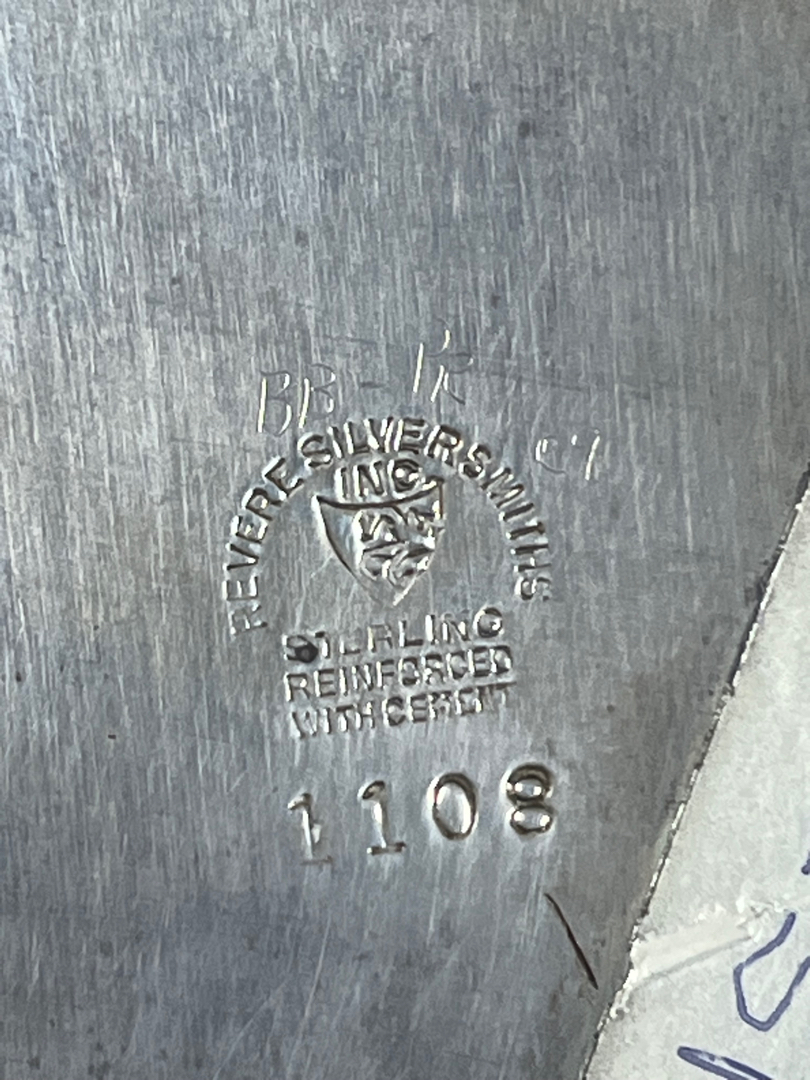 REVERE SILVERSMITHS
INC.
STERLING
REINFORCED
WITH CEMENT
1108